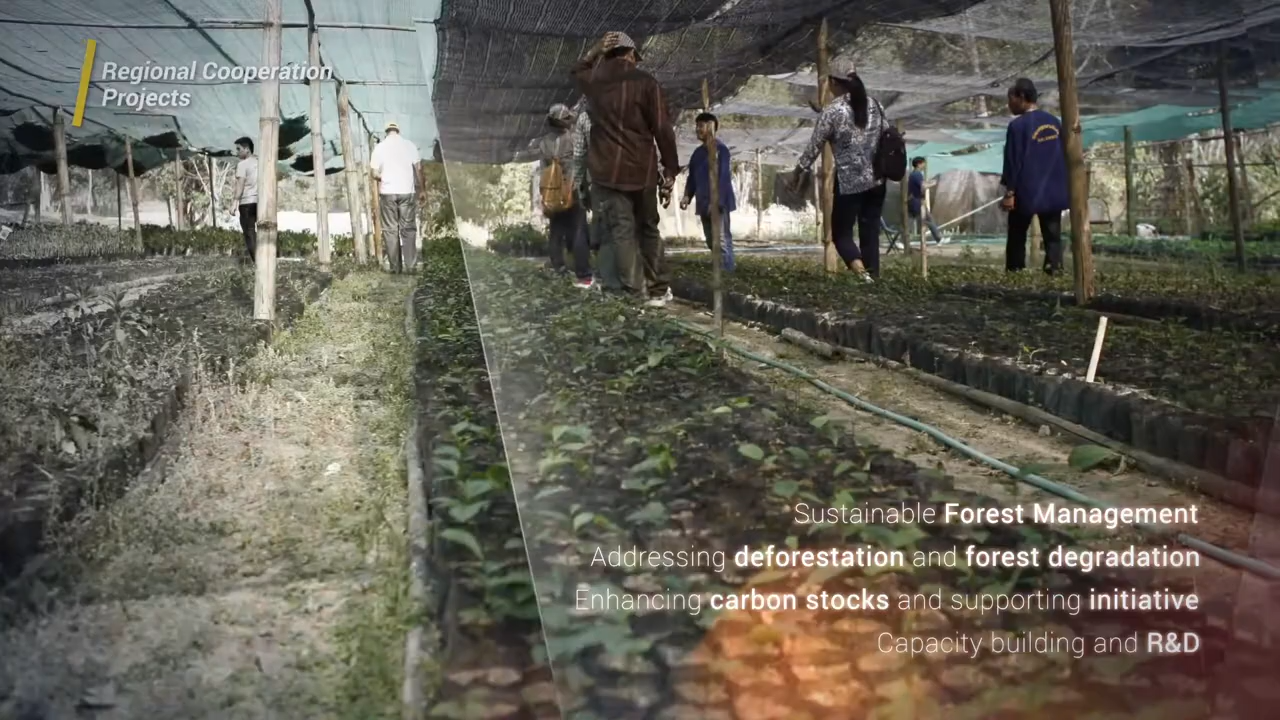 Regional Cooperation
Projects
Sustainable Forest Management
Addressing deforestation and forest degradation
Enhancing carbon stocks and supporting initiative
Capacity building and R&D